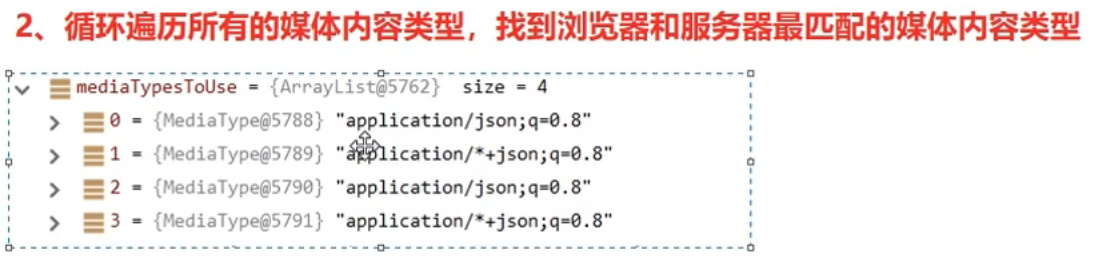 2、循环遍历所有的媒体内容类型，找到浏览器和服务器最匹配的媒体内容类型
mediaTypesToUse = {ArrayList@5762} size = 4
0 = {MediaType@5788} "application/json;q=0.8"
1 = {MediaType@5789} "application/*+json;q=0.8"
2 = {MediaType@5790} "application/json;q=0.8"
3 = {MediaType@5791} "application/*+json;q=0.8"